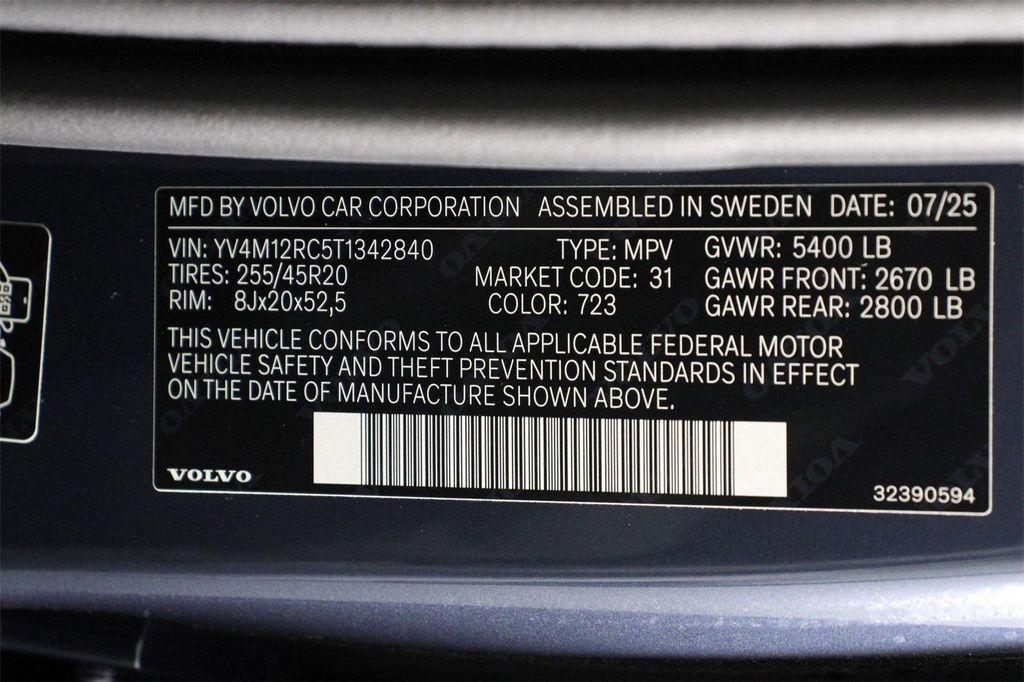 MFD BY VOLVO CAR CORPORATION ASSEMBLED IN SWEDEN DATE: 07/25
VIN: YV4M12RC5T1342840 TYPE: MPV GVWR: 5400 LB
TIRES: 255/45R20 MARKET CODE: 31 GAWR FRONT: 2670 LB
RIM: 8Jx20x52,5 COLOR: 723 GAWR REAR: 2800 LB
THIS VEHICLE CONFORMS TO ALL APPLICABLE FEDERAL MOTOR
VEHICLE SAFETY AND THEFT PREVENTION STANDARDS IN EFFECT
ON THE DATE OF MANUFACTURE SHOWN ABOVE.
VOLVO
32390594